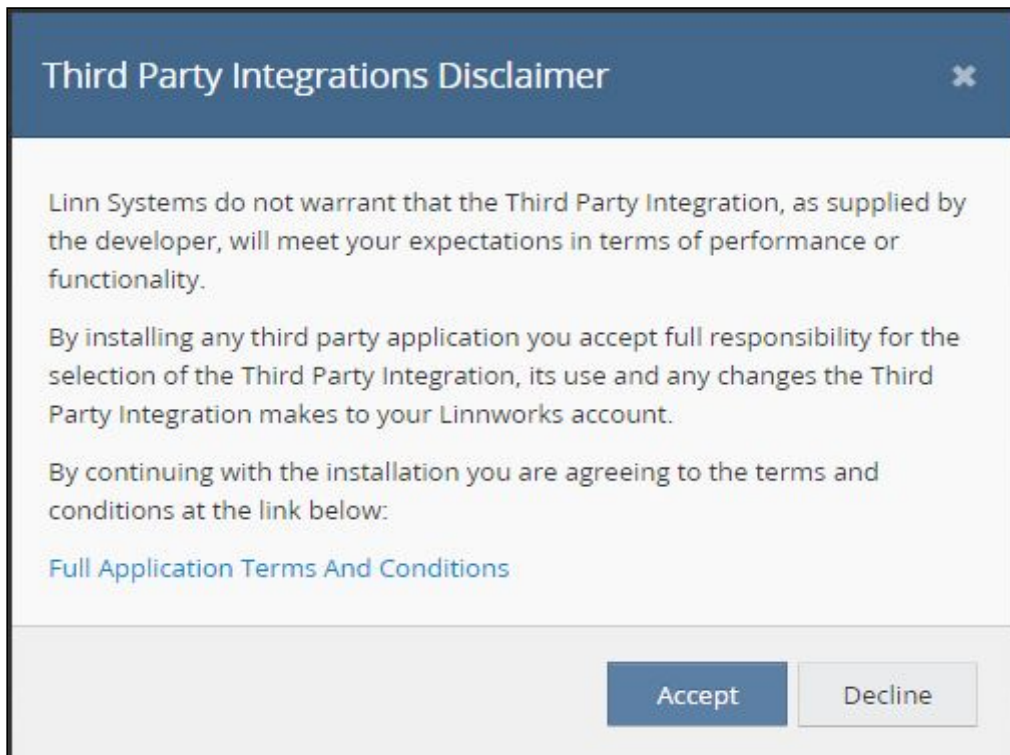 Third Party Integrations Disclaimer
Linn Systems do not warrant that the Third Party Integration, as supplied by
the developer, will meet your expectations in terms of performance or
functionality.
By installing any third party application you accept full responsibility for the
selection of the Third Party Integration, its use and any changes the Third
Party Integration makes to your Linnworks account.
By continuing with the installation you are agreeing to the terms and
conditions at the link below:
Full Application Terms And Conditions
Accept Decline